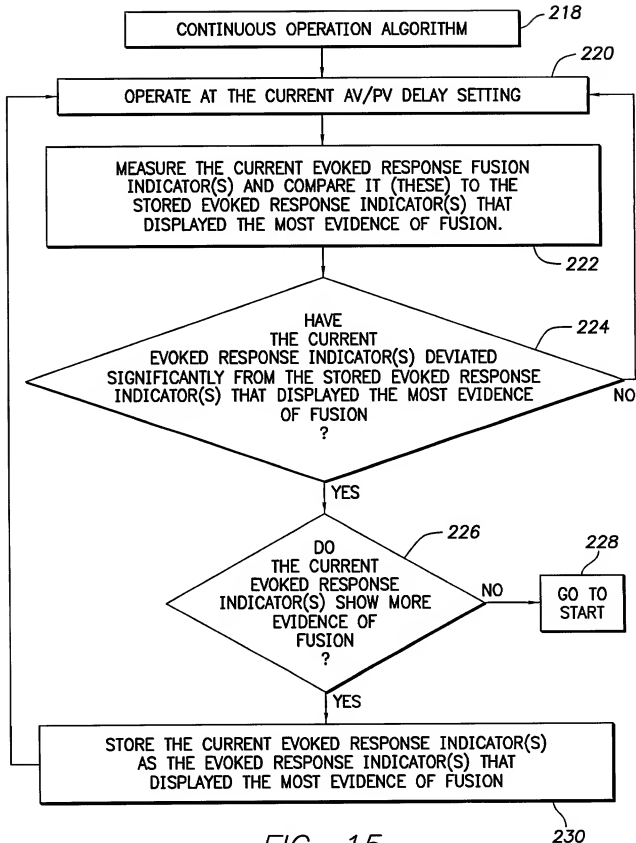 CONTINUOUS OPERATION ALGORITHM
218
220
OPERATE AT THE CURRENT AV/PV DELAY SETTING
MEASURE THE CURRENT EVOKED RESPONSE FUSION
INDICATOR(S) AND COMPARE IT (THESE) TO THE
STORED EVOKED RESPONSE INDICATOR(S) THAT
DISPLAYED THE MOST EVIDENCE OF FUSION.
222
HAVE
THE CURRENT
EVOKED RESPONSE INDICATOR(S) DEVIATED
SIGNIFICANTLY FROM THE STORED EVOKED RESPONSE
INDICATOR(S) THAT DISPLAYED THE MOST EVIDENCE
OF FUSION
?
224
NO
YES
226
DO
THE CURRENT
EVOKED RESPONSE
INDICATOR(S) SHOW MORE
EVIDENCE OF
FUSION
?
NO
228
GO TO
START
YES
STORE THE CURRENT EVOKED RESPONSE INDICATOR(S)
AS THE EVOKED RESPONSE INDICATOR(S) THAT
DISPLAYED THE MOST EVIDENCE OF FUSION
230
FIG. 15